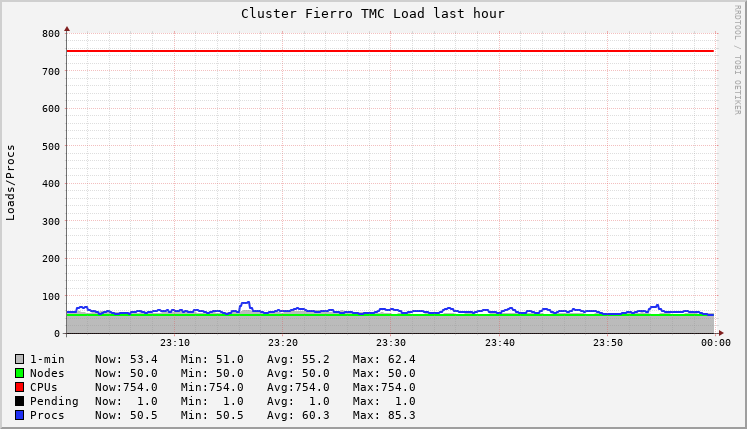 Cluster Fierro TMC Load last hour
RRDTOOL / TOBI OETIKER
Loads/Procs
800
700
600
500
400
300
200
100
0
23:10 23:20 23:30 23:40 23:50 00:00
1-min Now: 53.4 Min: 51.0 Avg: 55.2 Max: 62.4
Nodes Now: 50.0 Min: 50.0 Avg: 50.0 Max: 50.0
CPUs Now:754.0 Min:754.0 Avg:754.0 Max:754.0
Pending Now: 1.0 Min: 1.0 Avg: 1.0 Max: 1.0
Procs Now: 50.5 Min: 50.5 Avg: 60.3 Max: 85.3